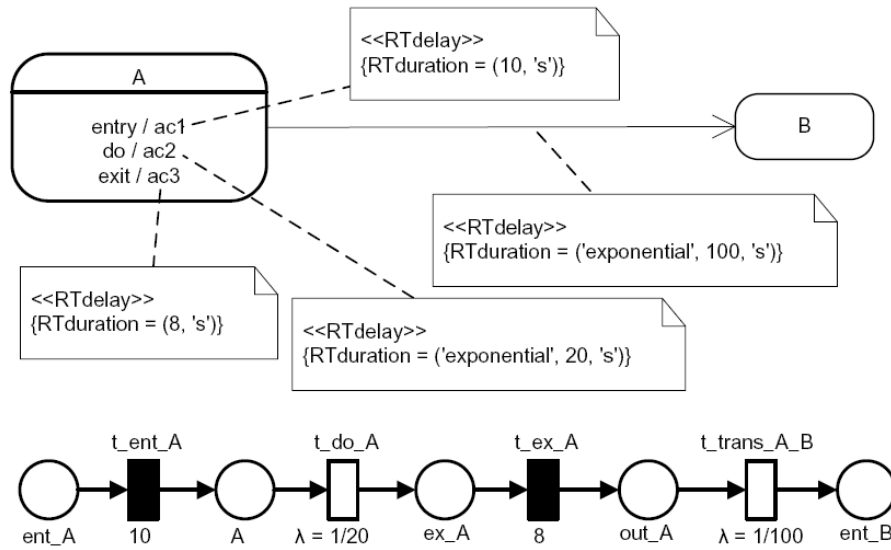 <<RTdelay>>
{RTduration = (10, 's')}
A
entry / ac1
do / ac2
exit / ac3
B
<<RTdelay>>
{RTduration = ('exponential', 100, 's')}
<<RTdelay>>
{RTduration = (8, 's')}
<<RTdelay>>
{RTduration = ('exponential', 20, 's')}
t_ent_A t_do_A t_ex_A t_trans_A_B
ent_A 10 A λ = 1/20 ex_A 8 out_A λ = 1/100 ent_B